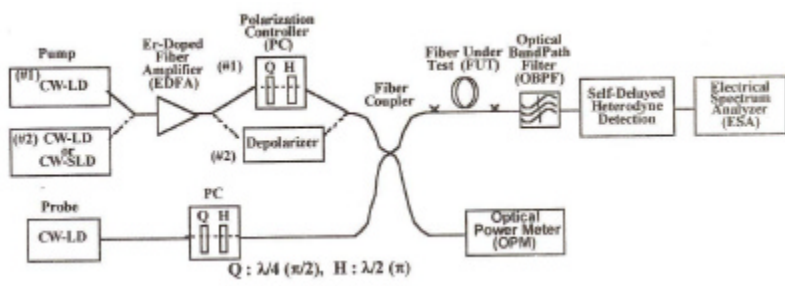 Pump
(#1)
CW-LD
(#2) CW-LD
or
CW-SLD
Er-Doped
Fiber
Amplifier
(EDFA)
Polarization
Controller
(PC)
(#1)
Q H
(#2)
Depolarizer
Fiber
Coupler
Fiber Under
Test (FUT)
Optical
BandPath
Filter
(OBPF)
Self-Delayed
Heterodyne
Detection
Electrical
Spectrum
Analyzer
(ESA)
Probe
CW-LD
PC
Q H
Optical
Power Meter
(OPM)
Q : λ/4 (π/2), H : λ/2 (π)